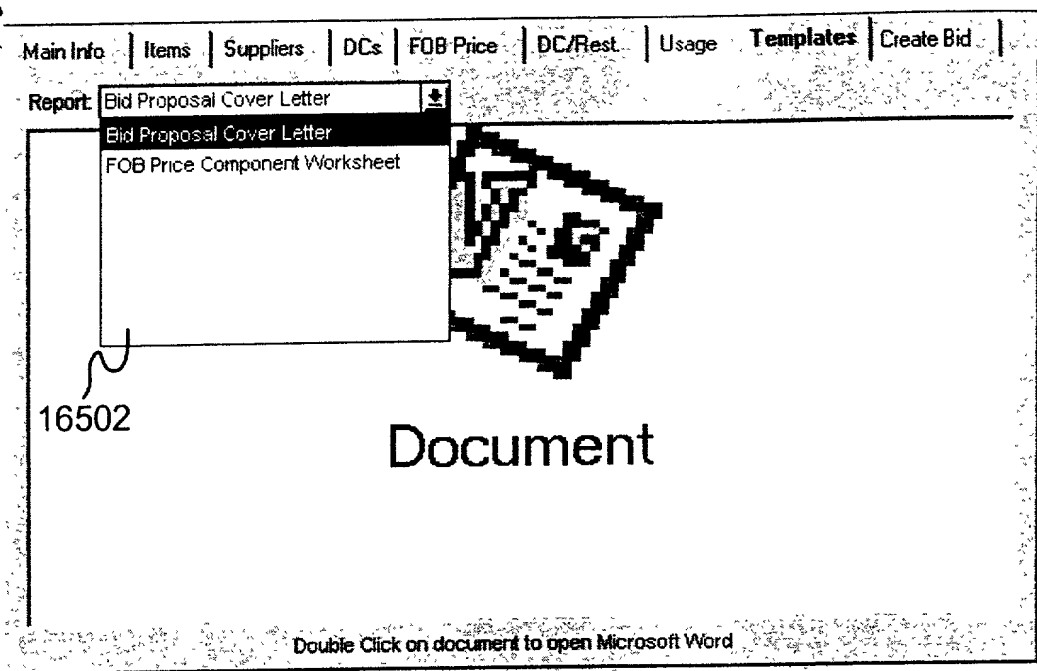 Main Info Items Suppliers DCs FOB Price DC/Rest. Usage Templates Create Bid
Report: Bid Proposal Cover Letter
Bid Proposal Cover Letter
FOB Price Component Worksheet
16502
Document
Double Click on document to open Microsoft Word